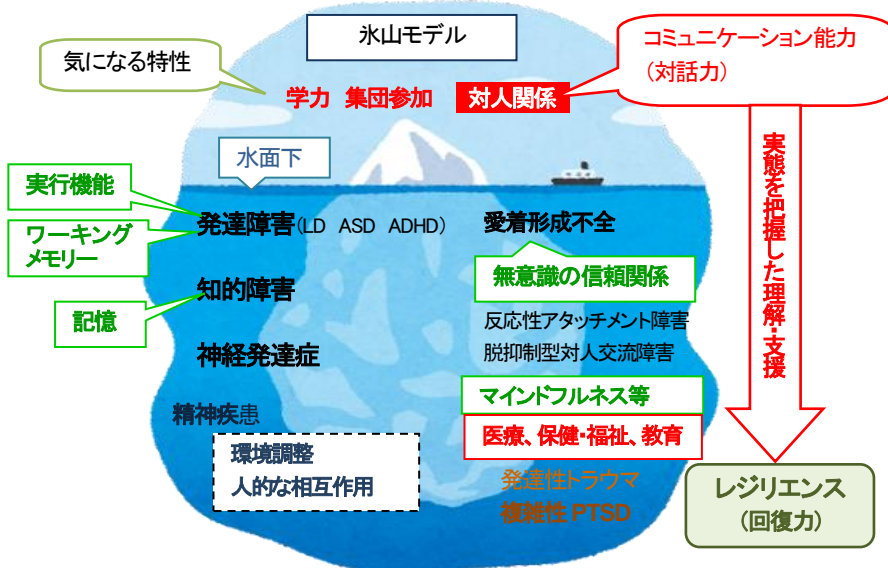 氷山モデル
気になる特性
コミュニケーション能力
（対話力）
学力 集団参加 対人関係
水面下
実行機能
ワーキング
メモリー
発達障害(LD ASD ADHD)
愛着形成不全
無意識の信頼関係
知的障害
記憶
反応性アタッチメント障害
脱抑制型対人交流障害
神経発達症
マインドフルネス等
精神疾患
医療、保健・福祉、教育
環境調整
人的な相互作用
発達性トラウマ
複雑性 PTSD
実態を把握した理解・支援
レジリエンス
(回復力)